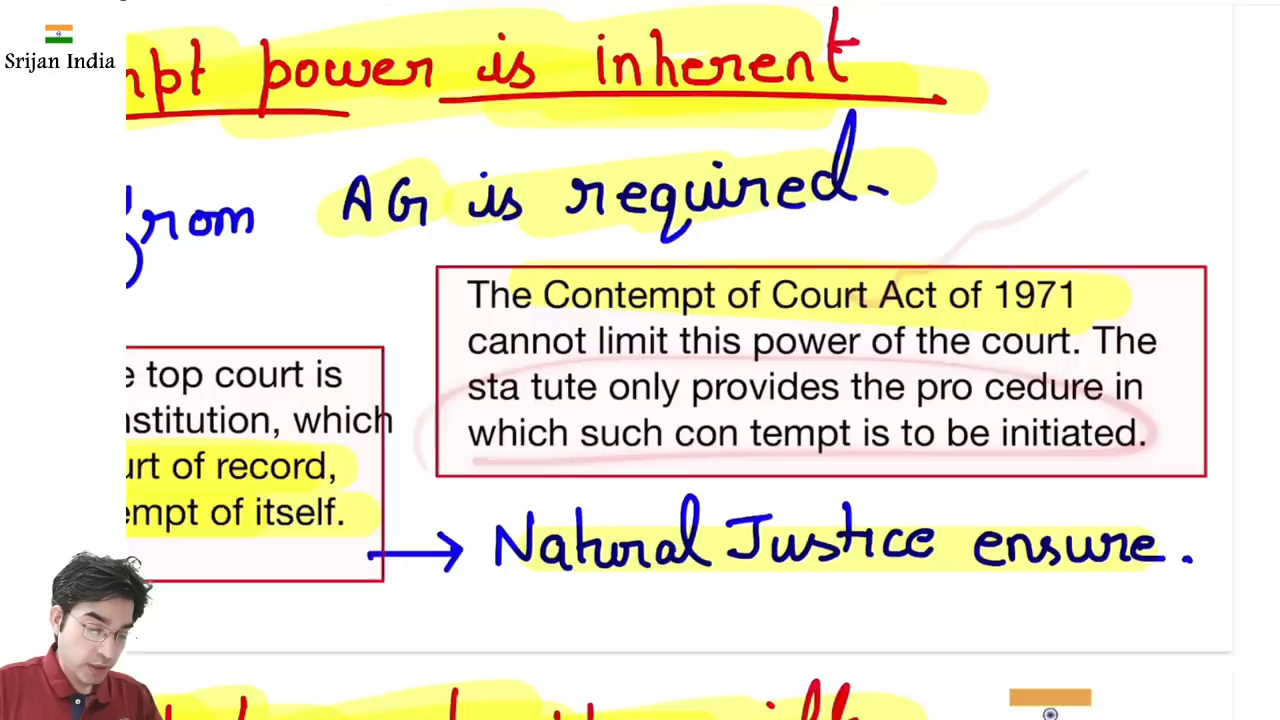 Srijan India
mpt power is inherent
from AG is required.
The Contempt of Court Act of 1971
cannot limit this power of the court. The
sta tute only provides the pro cedure in
which such con tempt is to be initiated.
e top court is
nstitution, which
urt of record,
empt of itself.
→ Natural Justice ensure.